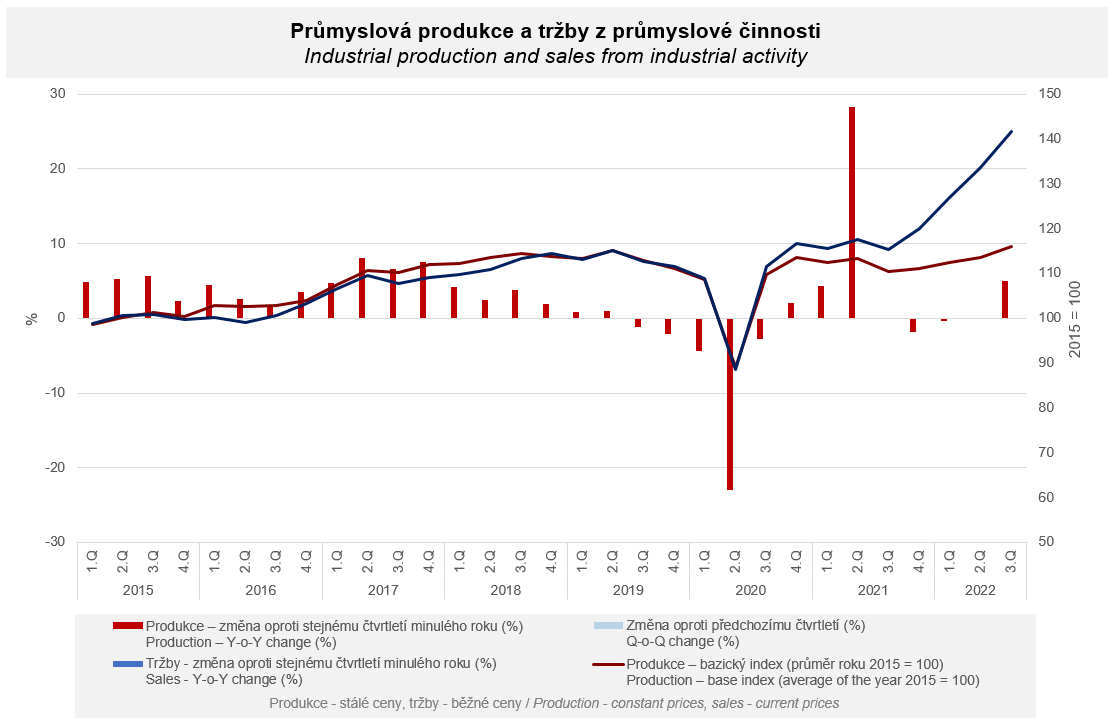 Průmyslová produkce a tržby z průmyslové činnosti
Industrial production and sales from industrial activity
30
20
10
0
-10
-20
-30
%
150
140
130
120
110
100
90
80
70
60
50
2015 = 100
1.Q 2.Q 3.Q 4.Q 1.Q 2.Q 3.Q 4.Q 1.Q 2.Q 3.Q 4.Q 1.Q 2.Q 3.Q 4.Q 1.Q 2.Q 3.Q 4.Q 1.Q 2.Q 3.Q 4.Q 1.Q 2.Q 3.Q 4.Q 1.Q 2.Q 3.Q
2015 2016 2017 2018 2019 2020 2021 2022
Produkce – změna oproti stejnému čtvrtletí minulého roku (%)
Production – Y-o-Y change (%)
Změna oproti předchozímu čtvrtletí (%)
Q-o-Q change (%)
Tržby - změna oproti stejnému čtvrtletí minulého roku (%)
Sales - Y-o-Y change (%)
Produkce – bazický index (průměr roku 2015 = 100)
Production – base index (average of the year 2015 = 100)
Produkce - stálé ceny, tržby - běžné ceny / Production - constant prices, sales - current prices